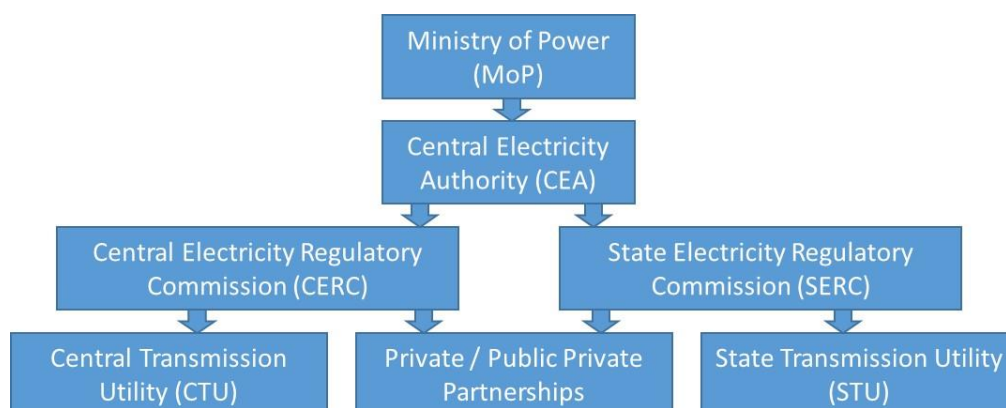 Ministry of Power
(MoP)
Central Electricity
Authority (CEA)
Central Electricity Regulatory
Commission (CERC)
State Electricity Regulatory
Commission (SERC)
Central Transmission
Utility (CTU)
Private / Public Private
Partnerships
State Transmission Utility
(STU)